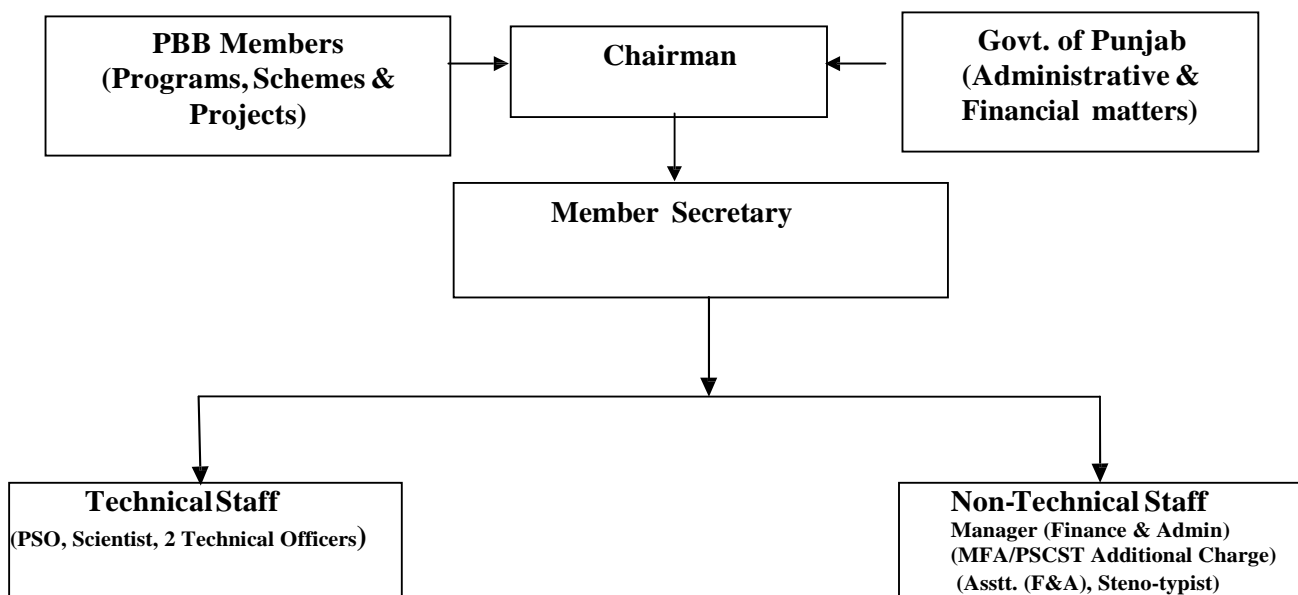 PBB Members
(Programs, Schemes &
Projects)
Chairman
Govt. of Punjab
(Administrative &
Financial matters)
Member Secretary
Technical Staff
(PSO, Scientist, 2 Technical Officers)
Non-Technical Staff
Manager (Finance & Admin)
(MFA/PSCST Additional Charge)
(Asstt. (F&A), Steno-typist)